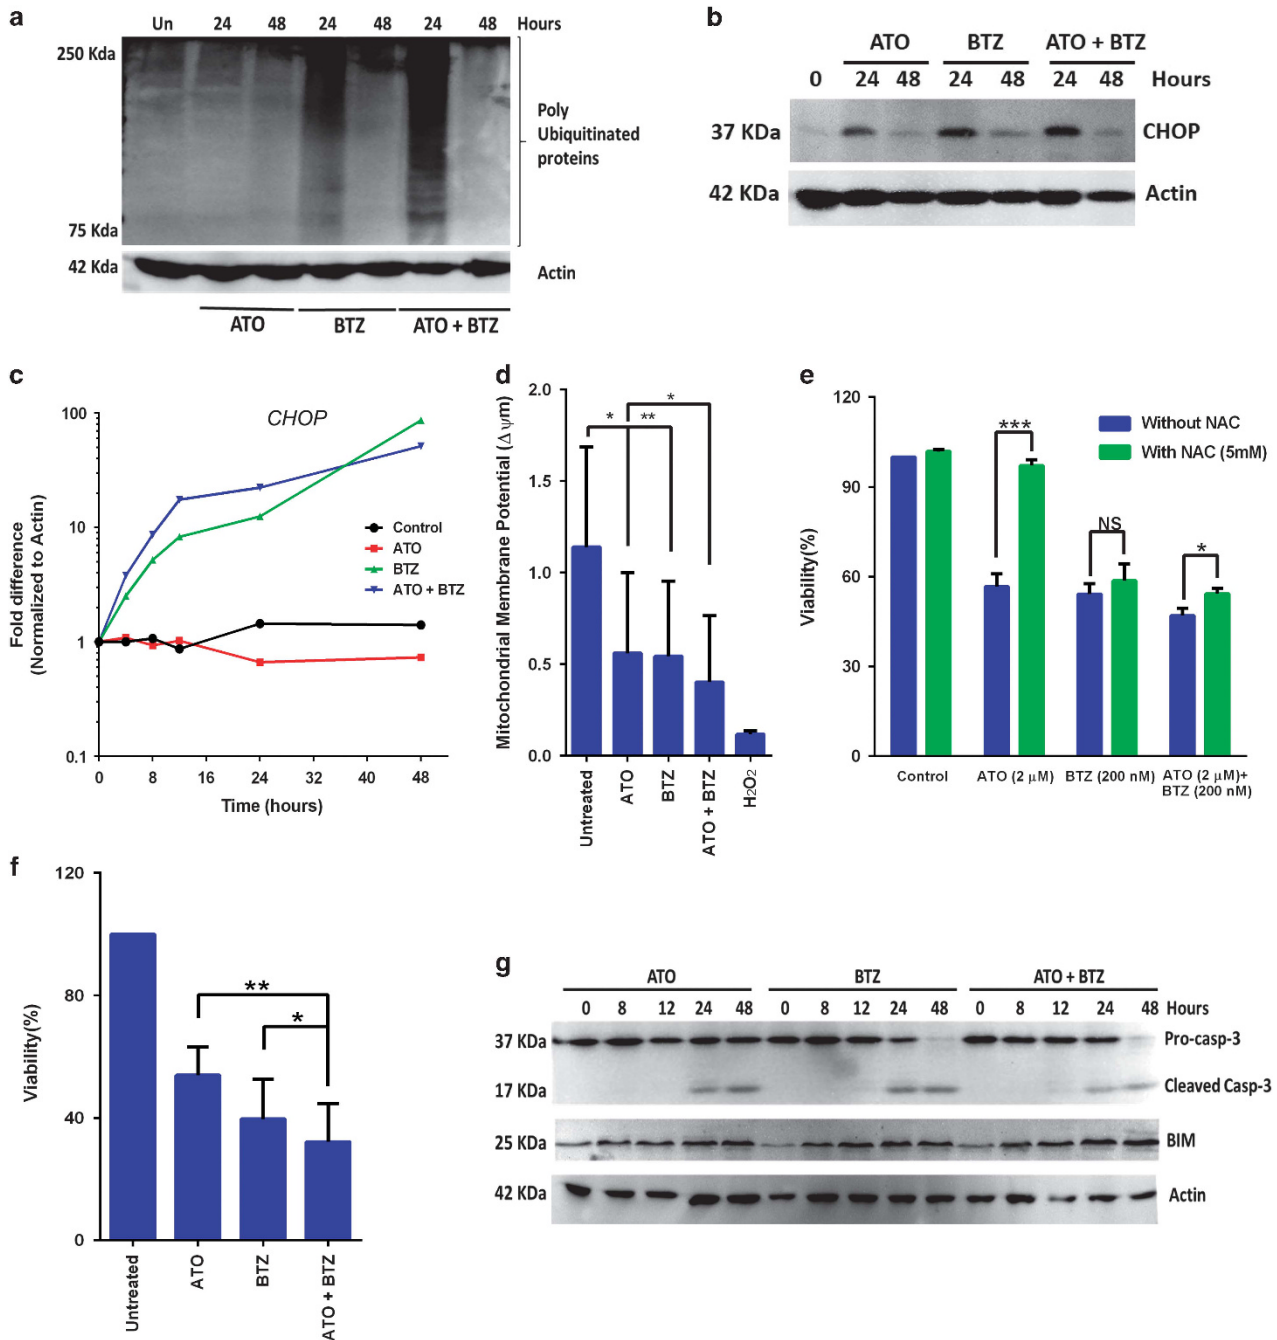 a
Un 24 48 24 48 24 48 Hours
250 Kda
Poly
Ubiquitinated
proteins
75 Kda
42 Kda
Actin
ATO BTZ ATO + BTZ
b
ATO BTZ ATO + BTZ
0 24 48 24 48 24 48 Hours
37 KDa CHOP
42 KDa Actin
c
CHOP
Fold difference
(Normalized to Actin)
100
10
1
0.1
Control
ATO
BTZ
ATO + BTZ
0 8 16 24 32 40 48
Time (hours)
d
Mitochondrial Membrane Potential (Δψm)
2.0
1.5
1.0
0.5
0.0
* ** *
Untreated
ATO
BTZ
ATO + BTZ
H2O2
e
Viability(%)
120
90
60
30
0
Without NAC
With NAC (5mM)
***
NS
*
Control ATO (2 μM) BTZ (200 nM) ATO (2 μM)+
BTZ (200 nM)
f
Viability(%)
120
80
40
0
**
*
Untreated
ATO
BTZ
ATO + BTZ
g
ATO BTZ ATO + BTZ
0 8 12 24 48 0 8 12 24 48 0 8 12 24 48 Hours
37 KDa Pro-casp-3
17 KDa Cleaved Casp-3
25 KDa BIM
42 KDa Actin